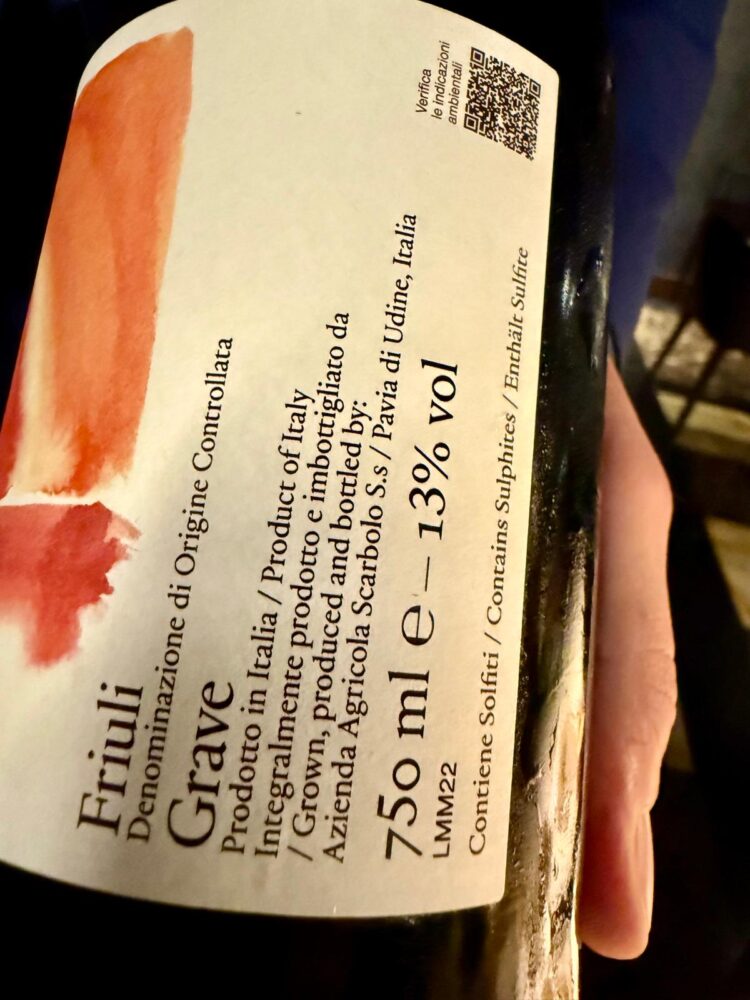 Friuli
Denominazione di Origine Controllata
Grave
Prodotto in Italia / Product of Italy
Integralmente prodotto e imbottigliato da
/ Grown, produced and bottled by:
Azienda Agricola Scarbolo S.s / Pavia di Udine, Italia
750 ml e – 13% vol
LMM22
Contiene Solfiti / Contains Sulphites / Enthält Sulfite
Verifica
le indicazioni
ambientali